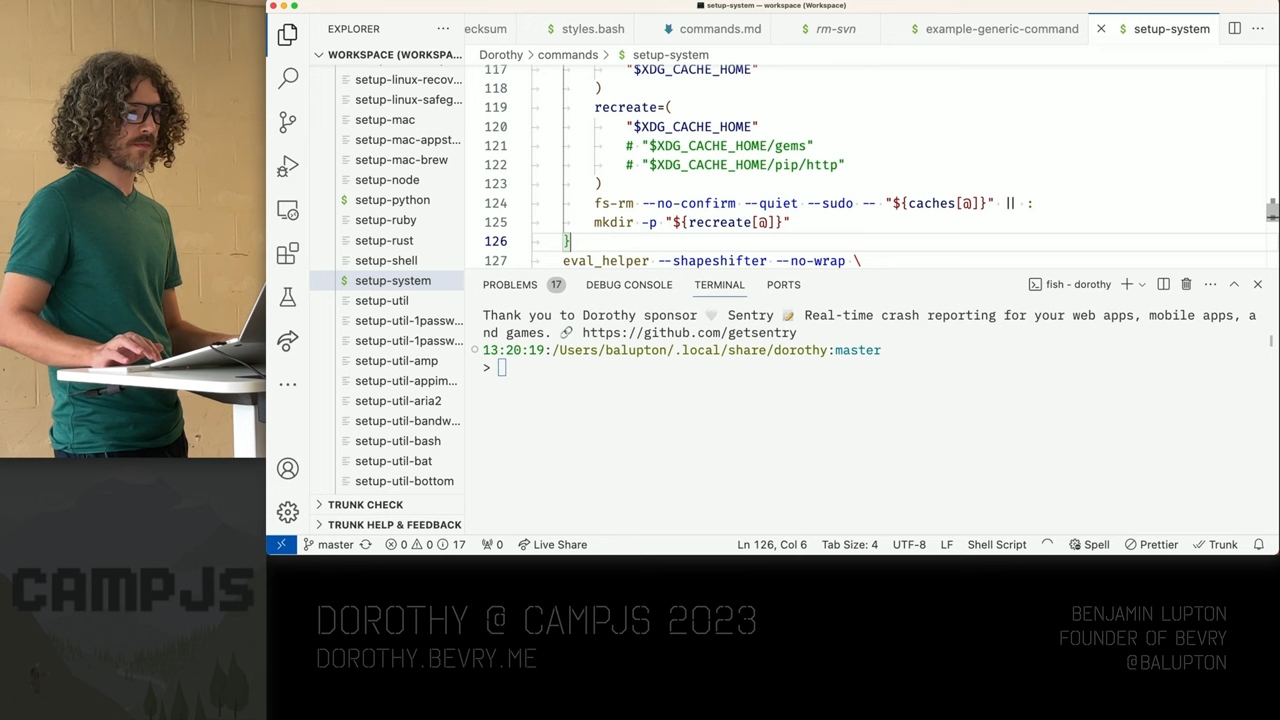 setup-system — workspace (Workspace)
EXPLORER
WORKSPACE (WORKSPA...
setup-linux-recov...
setup-linux-safeg...
setup-mac
setup-mac-appst...
setup-mac-brew
setup-node
setup-python
setup-ruby
setup-rust
setup-shell
setup-system
setup-util
setup-util-1passw...
setup-util-1passw...
setup-util-amp
setup-util-appim...
setup-util-aria2
setup-util-bandw...
setup-util-bash
setup-util-bat
setup-util-bottom
TRUNK CHECK
TRUNK HELP & FEEDBACK
ecksum $ styles.bash commands.md $ rm-svn $ example-generic-command $ setup-system
Dorothy > commands > $ setup-system
117 "$XDG_CACHE_HOME"
118 )
119 recreate=(
120 "$XDG_CACHE_HOME"
121 # "$XDG_CACHE_HOME/gems"
122 # "$XDG_CACHE_HOME/pip/http"
123 )
124 fs-rm --no-confirm --quiet --sudo -- "${caches[@]}" || :
125 mkdir -p "${recreate[@]}"
126 }
127 eval_helper --shapeshifter --no-wrap \
PROBLEMS 17 DEBUG CONSOLE TERMINAL PORTS fish - dorothy
Thank you to Dorothy sponsor 🤍 Sentry 📝 Real-time crash reporting for your web apps, mobile apps, a
nd games. 🔗 https://github.com/getsentry
13:20:19:/Users/balupton/.local/share/dorothy:master
>
master 0 0 17 0 Live Share Ln 126, Col 6 Tab Size: 4 UTF-8 LF Shell Script Spell Prettier Trunk
CAMPJS
DOROTHY @ CAMPJS 2023
DOROTHY.BEVRY.ME
BENJAMIN LUPTON
FOUNDER OF BEVRY
@BALUPTON